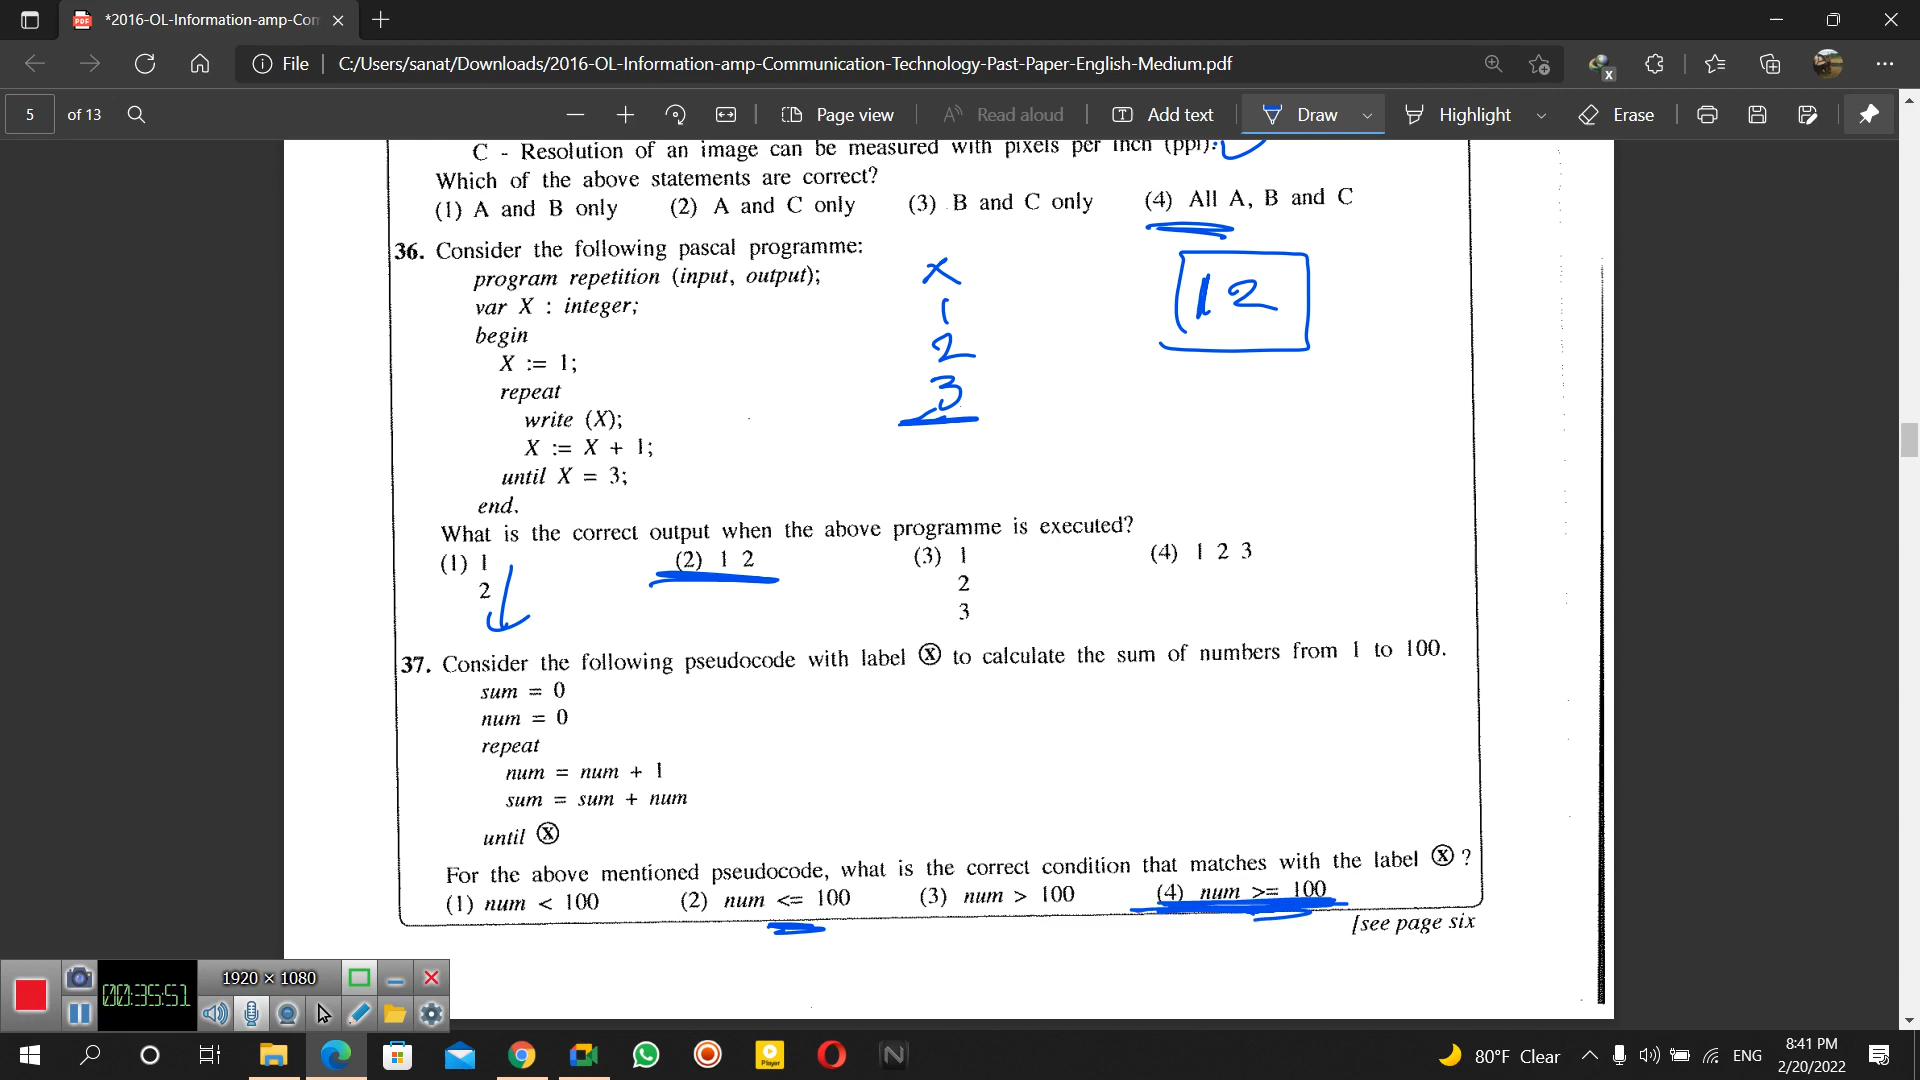 *2016-OL-Information-amp-Con
File
C:/Users/sanat/Downloads/2016-OL-Information-amp-Communication-Technology-Past-Paper-English-Medium.pdf
5 of 13
Page view
Read aloud
Add text
Draw
Highlight
Erase
C - Resolution of an image can be measured with pixels per inch (ppi).
Which of the above statements are correct?
(1) A and B only (2) A and C only (3) B and C only (4) All A, B and C
36. Consider the following pascal programme:
program repetition (input, output);
var X : integer;
begin
X := 1;
repeat
write (X);
X := X + 1;
until X = 3;
end.
X
1
2
3
1 2
What is the correct output when the above programme is executed?
(1) 1 (2) 1 2 (3) 1 (4) 1 2 3
2 2
3
37. Consider the following pseudocode with label Ⓧ to calculate the sum of numbers from 1 to 100.
sum = 0
num = 0
repeat
num = num + 1
sum = sum + num
until Ⓧ
For the above mentioned pseudocode, what is the correct condition that matches with the label Ⓧ ?
(1) num < 100 (2) num <= 100 (3) num > 100 (4) num >= 100
[see page six
1920 × 1080
00:35:51
Player
80°F Clear
ENG
8:41 PM
2/20/2022